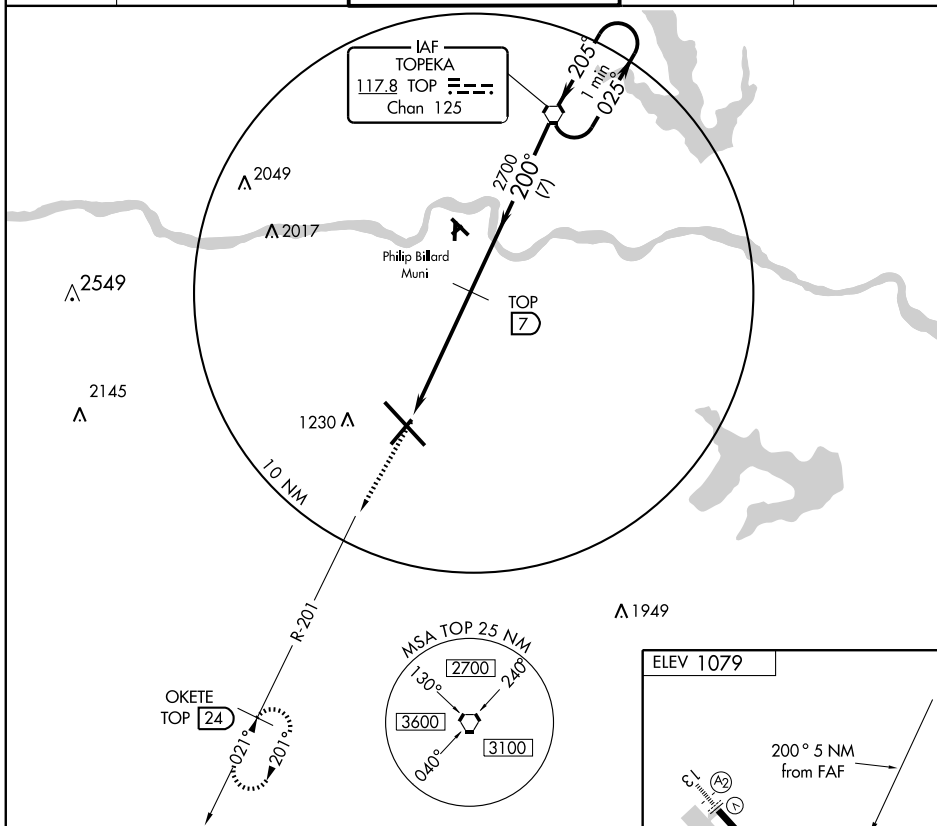 IAF
TOPEKA
117.8 TOP
Chan 125
205°
1 min
025°
2700
200°
(7)
2049
2017
2549
2145
Philip Billard
Muni
TOP
7
1230
10 NM
R-201
1949
OKETE
TOP 24
021°
201°
MSA TOP 25 NM
2700
130°
240°
3600
3100
040°
ELEV 1079
200° 5 NM
from FAF
13
A2
V